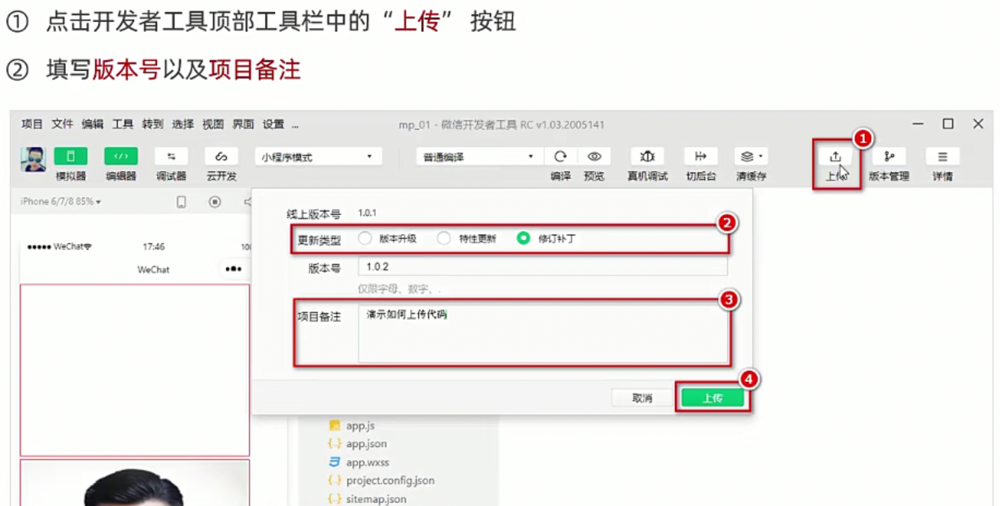 ① 点击开发者工具顶部工具栏中的“上传” 按钮
② 填写版本号以及项目备注
项目 文件 编辑 工具 转到 选择 视图 界面 设置 ...
mp_01 - 微信开发者工具 RC v1.03.2005141
小程序模式
普通编译
模拟器 编辑器 调试器 云开发 编译 预览 真机调试 切后台 清缓存 上传 版本管理 详情
1
iPhone 6/7/8 85%
线上版本号 1.0.1
2
更新类型 版本升级 特性更新 修订补丁
WeChat 17:46 100
版本号 1.0.2
WeChat
仅限字母、数字、.
3
项目备注 演示如何上传代码
4
取消 上传
app.js
{..} app.json
app.wxss
{..} project.config.json
{..} sitemap.json